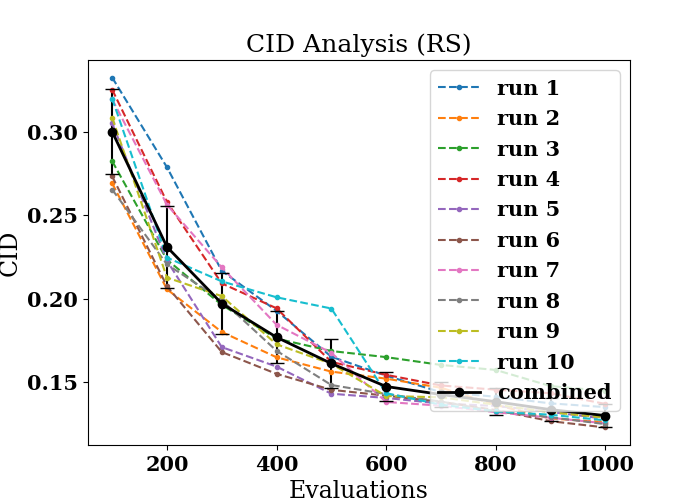 CID Analysis (RS)
CID
0.30
0.25
0.20
0.15
run 1
run 2
run 3
run 4
run 5
run 6
run 7
run 8
run 9
run 10
combined
200 400 600 800 1000
Evaluations